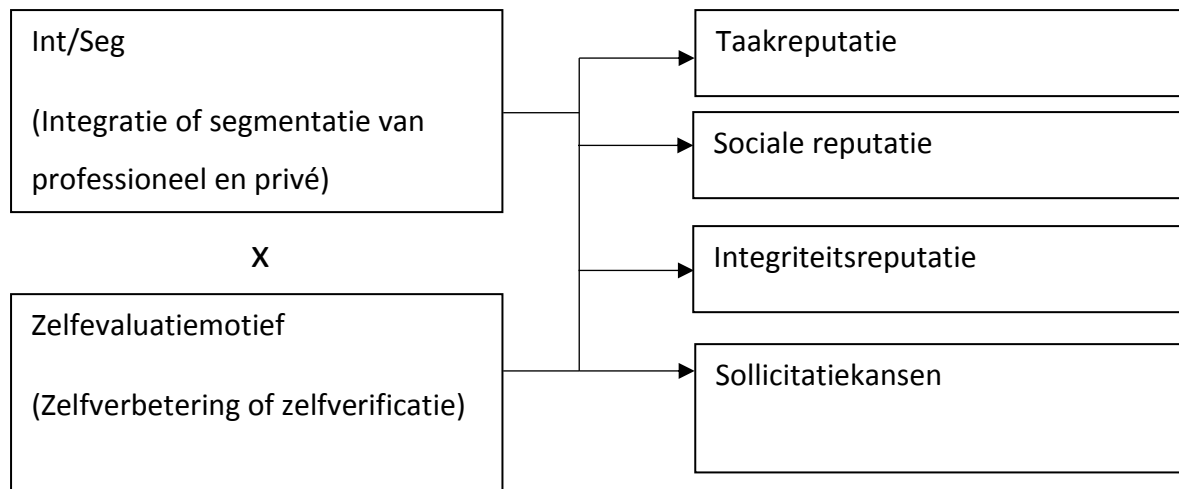 Int/Seg
(Integratie of segmentatie van
professioneel en privé)
x
Zelfevaluatiemotief
(Zelfverbetering of zelfverificatie)
Taakreputatie
Sociale reputatie
Integriteitsreputatie
Sollicitatiekansen